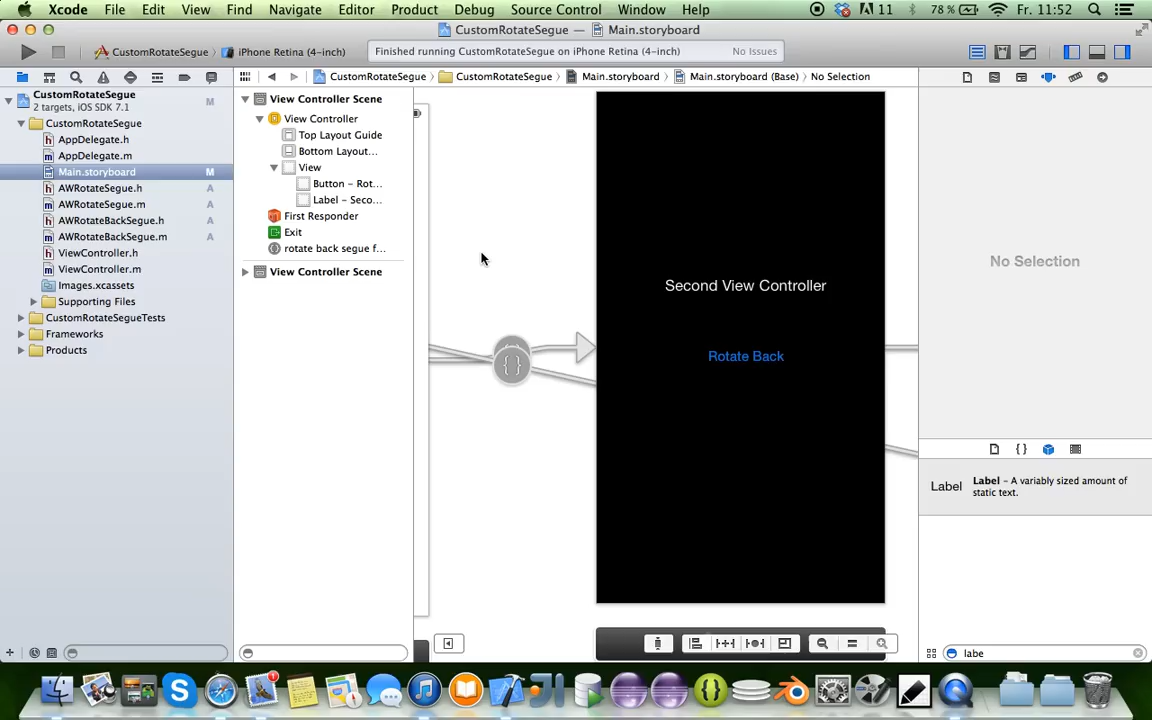 Xcode File Edit View Find Navigate Editor Product Debug Source Control Window Help 11 78 % Fr. 11:52
CustomRotateSegue — Main.storyboard
CustomRotateSegue iPhone Retina (4-inch) Finished running CustomRotateSegue on iPhone Retina (4-inch) No Issues
CustomRotateSegue CustomRotateSegue Main.storyboard Main.storyboard (Base) No Selection
CustomRotateSegue M
2 targets, iOS SDK 7.1
CustomRotateSegue
h AppDelegate.h
m AppDelegate.m
Main.storyboard M
h AWRotateSegue.h A
m AWRotateSegue.m A
h AWRotateBackSegue.h A
m AWRotateBackSegue.m A
h ViewController.h
m ViewController.m
Images.xcassets
Supporting Files
CustomRotateSegueTests
Frameworks
Products
View Controller Scene
View Controller
Top Layout Guide
Bottom Layout...
View
Button – Rot...
Label – Seco...
First Responder
Exit
rotate back segue f...
View Controller Scene
{ }
Second View Controller
Rotate Back
No Selection
{ }
Label Label – A variably sized amount of
static text.
labe